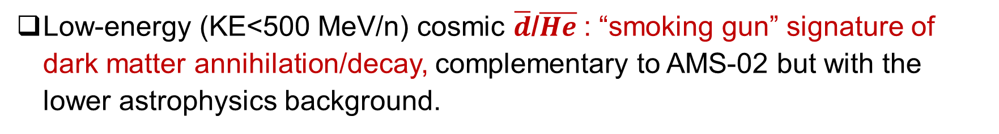 ❑Low-energy (KE<500 MeV/n) cosmic d̅/H̅e̅ : “smoking gun” signature of
dark matter annihilation/decay, complementary to AMS-02 but with the
lower astrophysics background.